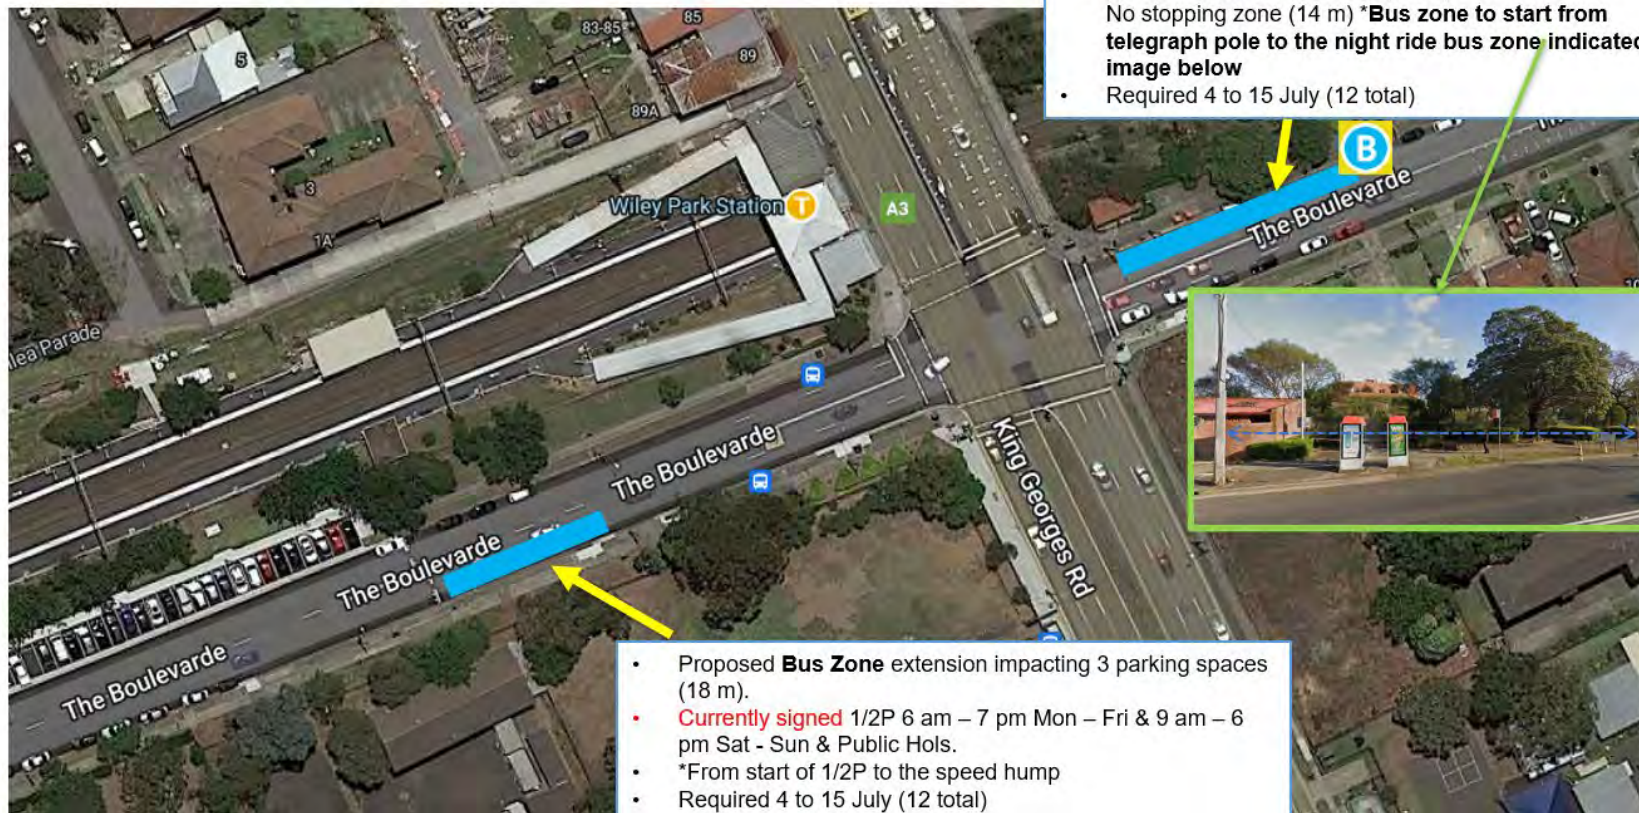 No stopping zone (14 m) *Bus zone to start from
telegraph pole to the night ride bus zone indicated
image below
• Required 4 to 15 July (12 total)
83-85
85
89
5
89A
3
1A
B
Wiley Park Station T
A3
The Boulevarde
lea Parade
The Boulevarde
King Georges Rd
The Boulevarde
The Boulevarde
• Proposed Bus Zone extension impacting 3 parking spaces
(18 m).
• Currently signed 1/2P 6 am – 7 pm Mon – Fri & 9 am – 6
pm Sat - Sun & Public Hols.
• *From start of 1/2P to the speed hump
• Required 4 to 15 July (12 total)